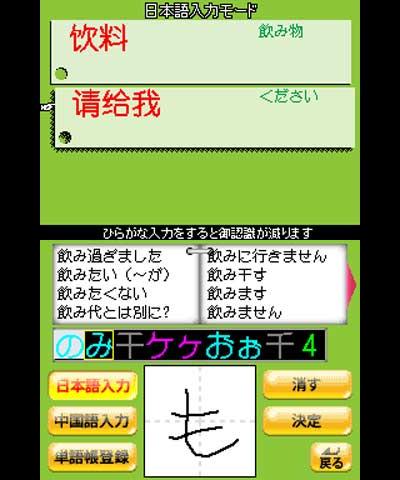 日本語入力モード
饮料 飲み物
请给我 ください
ひらがな入力をすると御認識が減ります
飲み過ぎました 飲みに行きません
飲みたい（～が） 飲み干す
飲みたくない 飲みます
飲み代とは別に? 飲みません
のみ干ケヶおぉ千4
日本語入力 消す
も
中国語入力 決定
単語帳登録 戻る